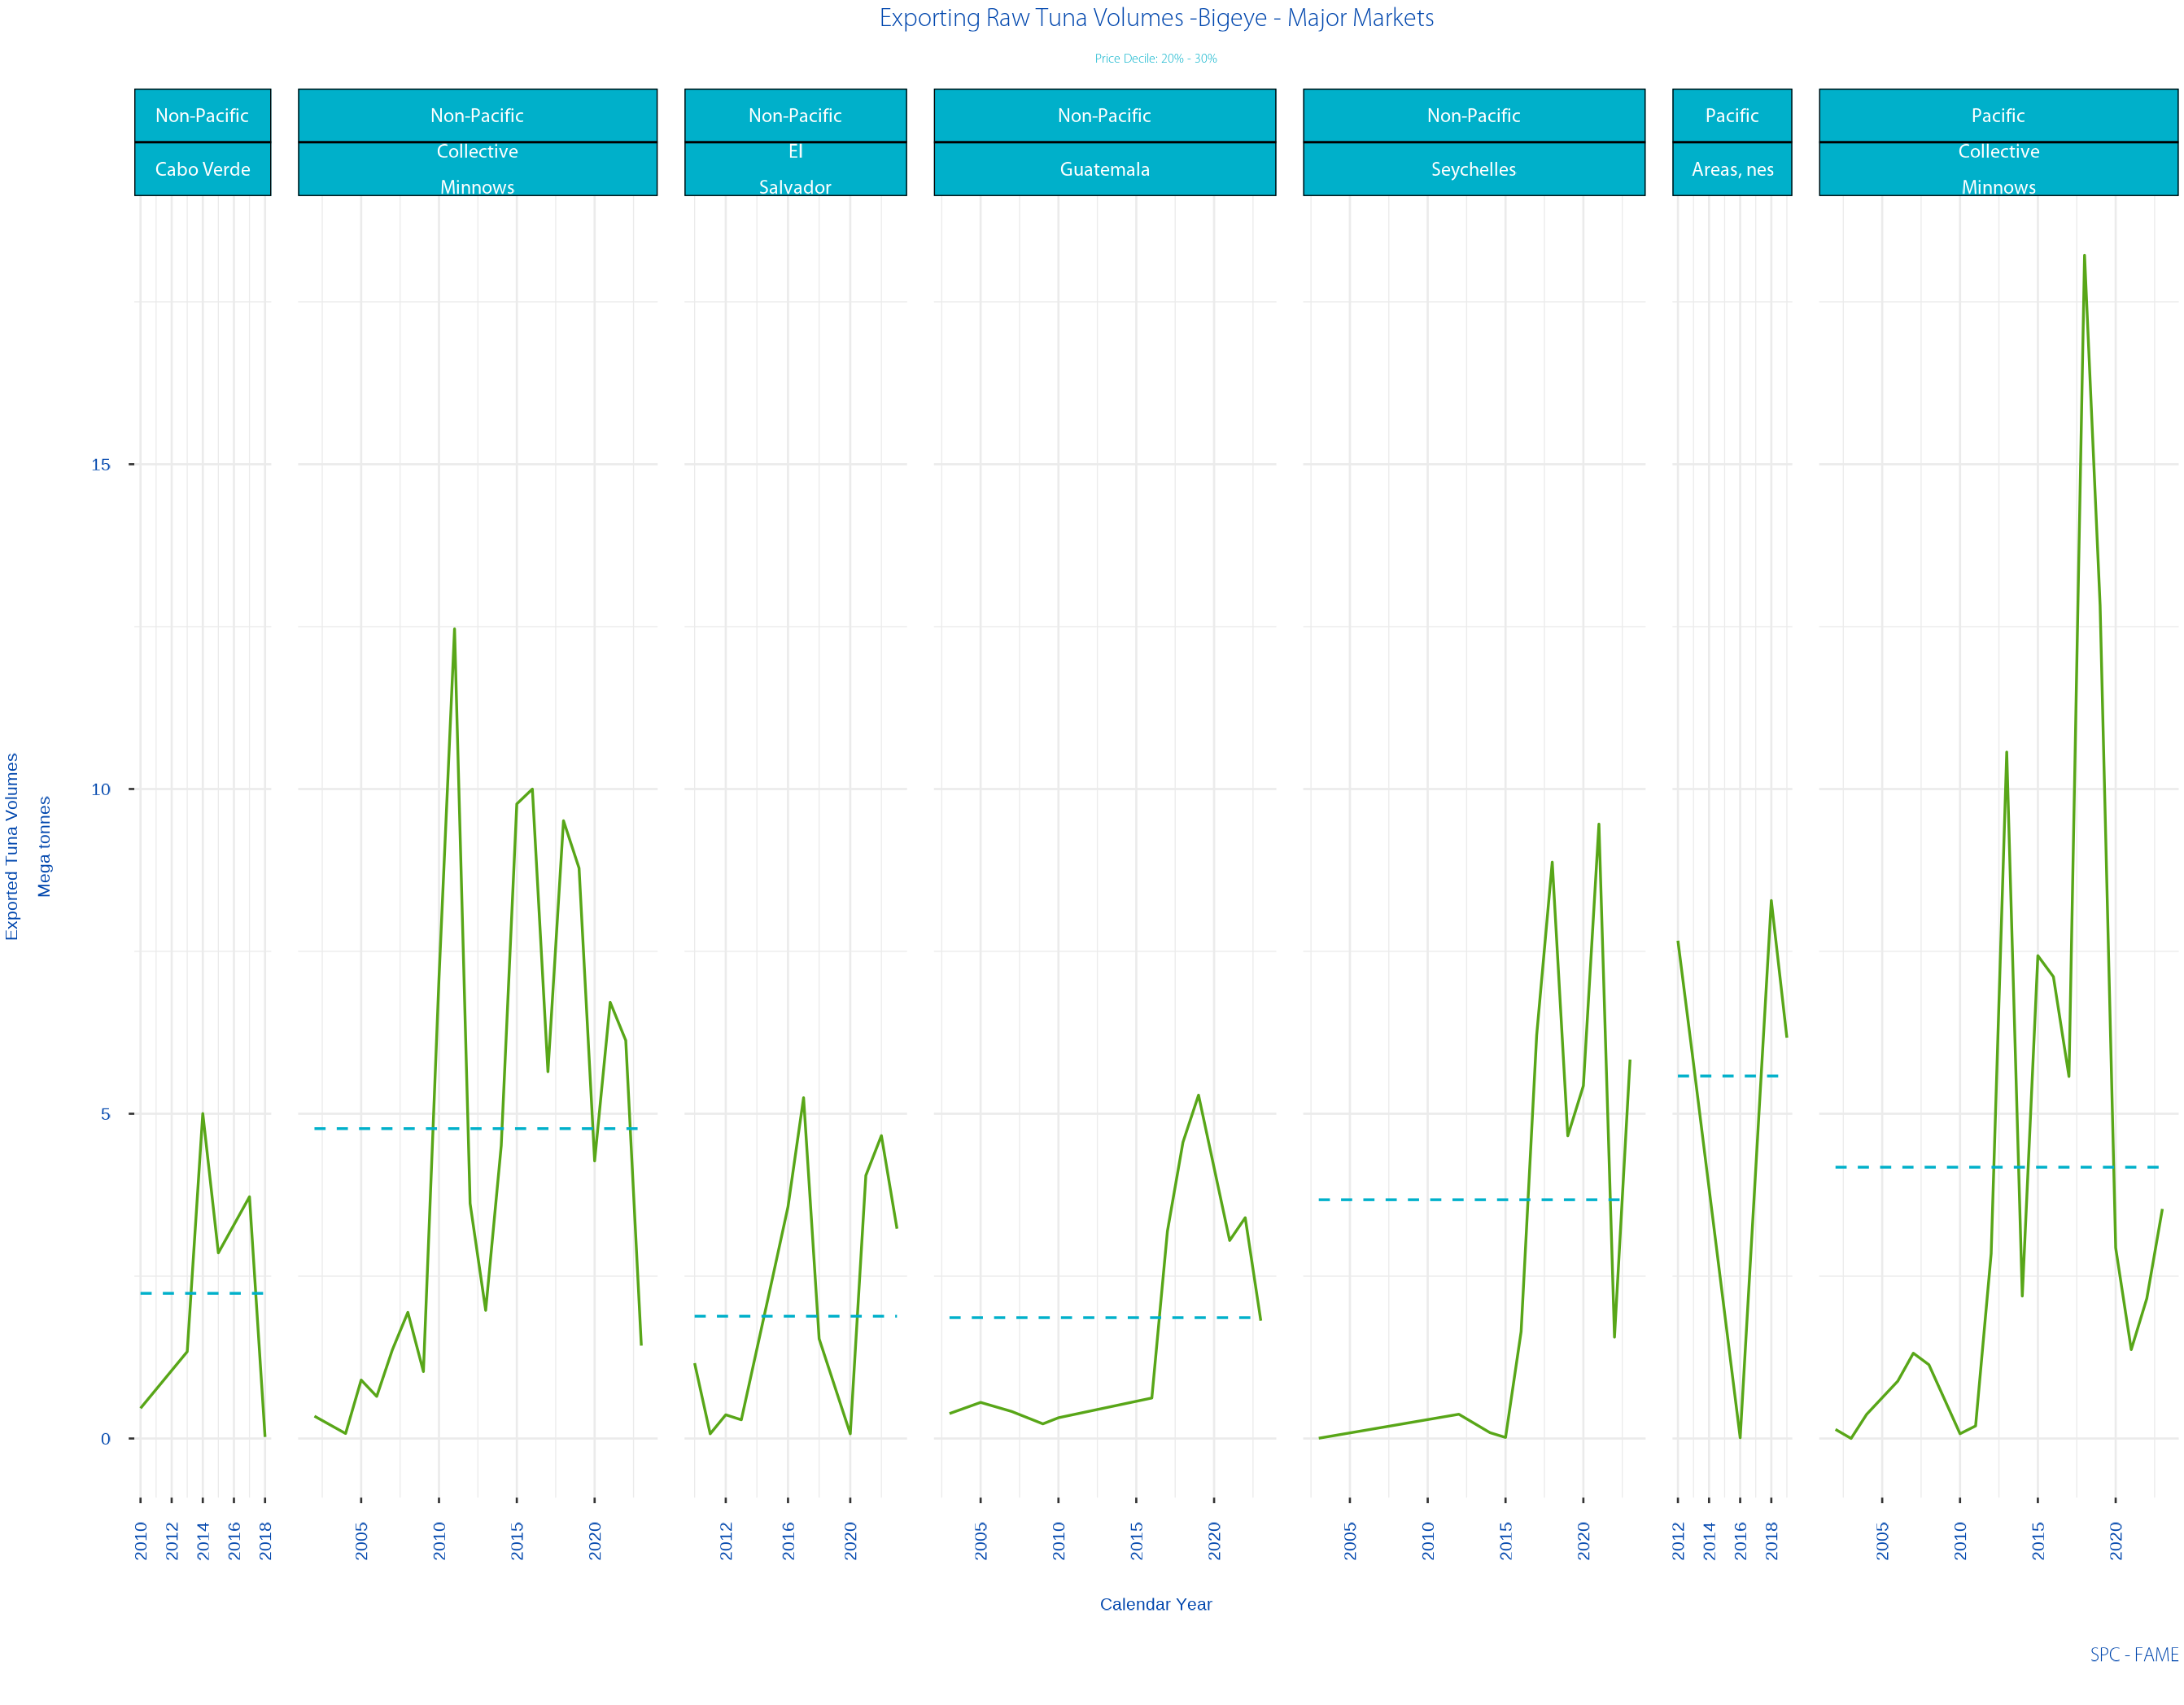 Exporting Raw Tuna Volumes -Bigeye - Major Markets
Price Decile: 20% - 30%
Non-Pacific Non-Pacific Non-Pacific Non-Pacific Non-Pacific Pacific Pacific
Cabo Verde
Collective
Minnows
El
Salvador
Guatemala
Seychelles
Areas, nes
Collective
Minnows
Exported Tuna Volumes
Mega tonnes
15
10
5
0
2010 2012 2014 2016 2018
2005 2010 2015 2020
2012 2016 2020
2005 2010 2015 2020
2005 2010 2015 2020
2012 2014 2016 2018
2005 2010 2015 2020
Calendar Year
SPC - FAME